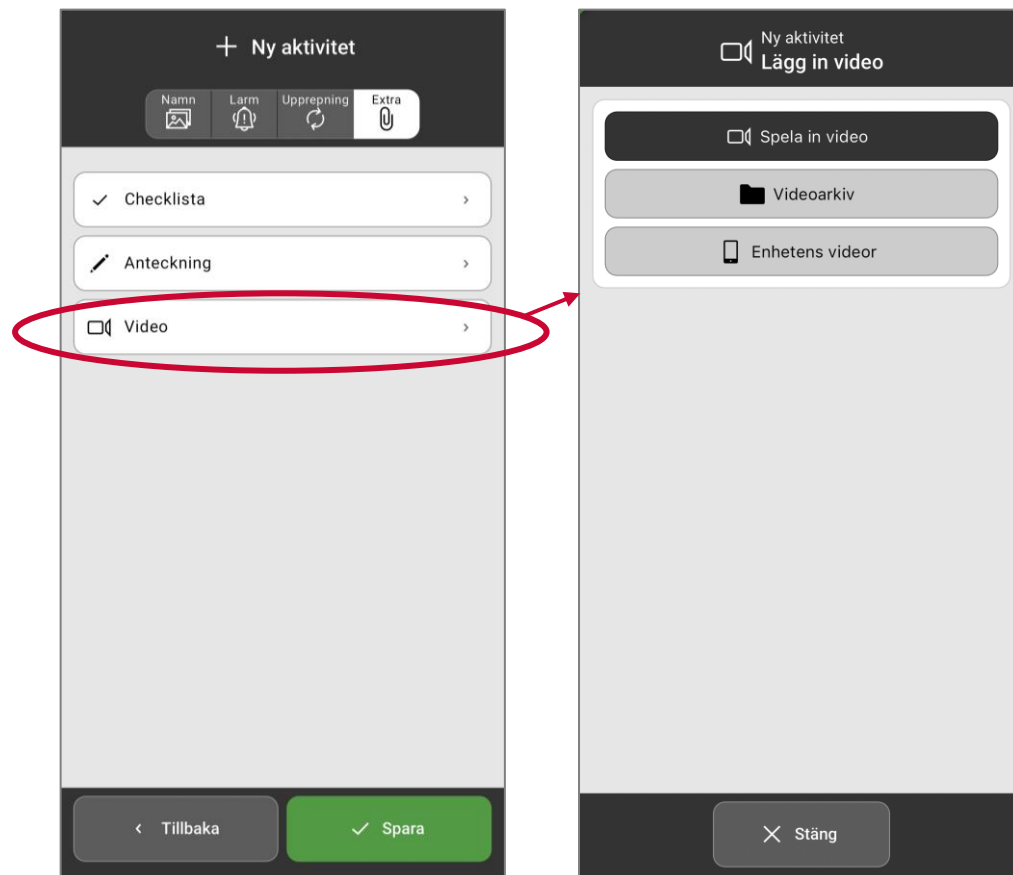 Ny aktivitet
Namn
Larm
Upprepning
Extra
Checklista
Anteckning
Video
Tillbaka
Spara
Ny aktivitet
Lägg in video
Spela in video
Videoarkiv
Enhetens videor
Stäng